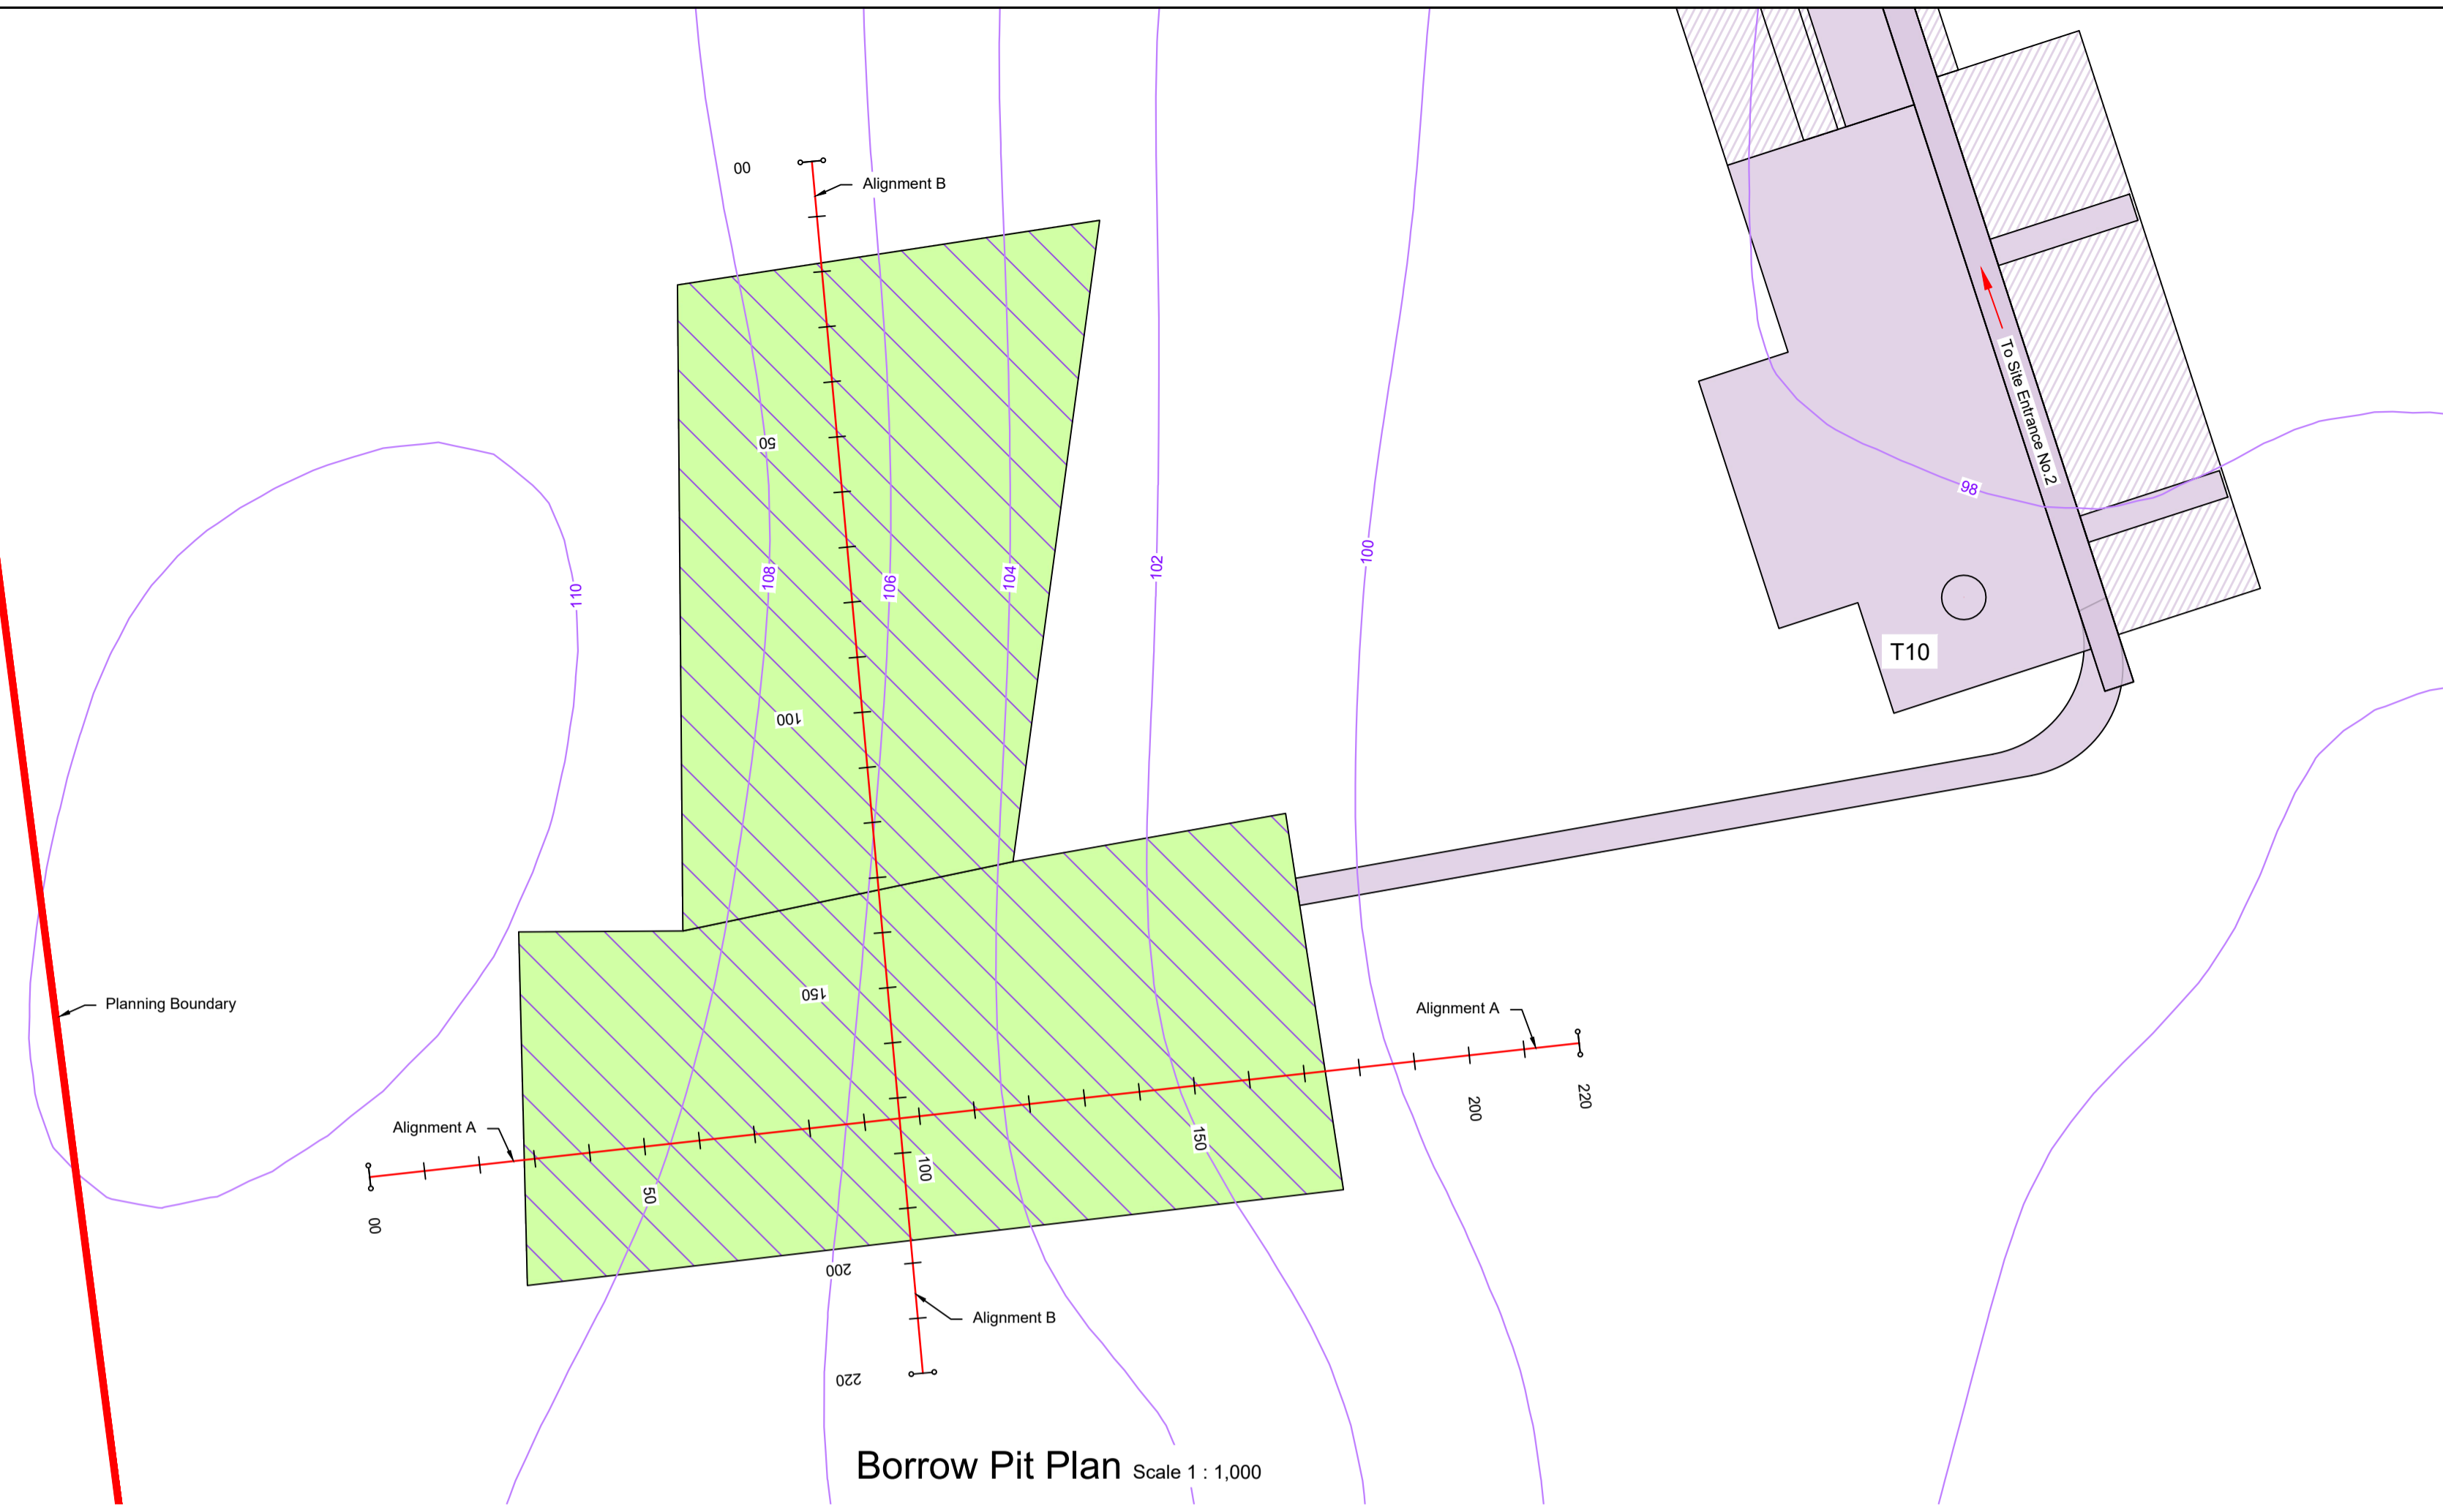 00
Alignment B
To Site Entrance No.2
50
98
108
106
104
102
100
110
T10
100
150
Planning Boundary
Alignment A
220
200
Alignment A
150
100
50
00
200
Alignment B
220
Borrow Pit Plan Scale 1 : 1,000